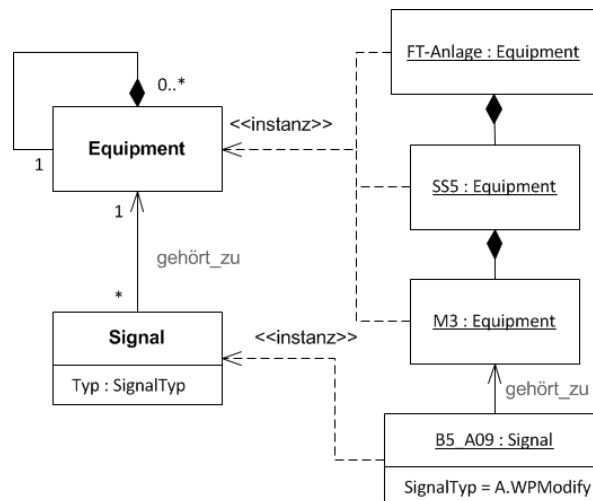 FT-Anlage : Equipment
0..*
<<instanz>>
Equipment
1
1
SS5 : Equipment
gehört_zu
*
M3 : Equipment
Signal
<<instanz>>
Typ : SignalTyp
gehört_zu
B5_A09 : Signal
SignalTyp = A.WPModify